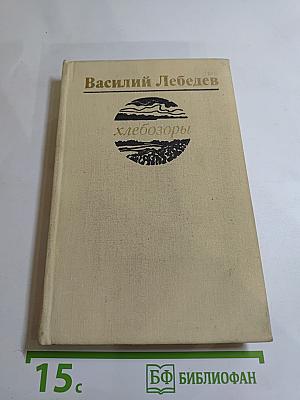 Василий Лебедев
хлебозоры
15с
БФ БИБЛИОФАН